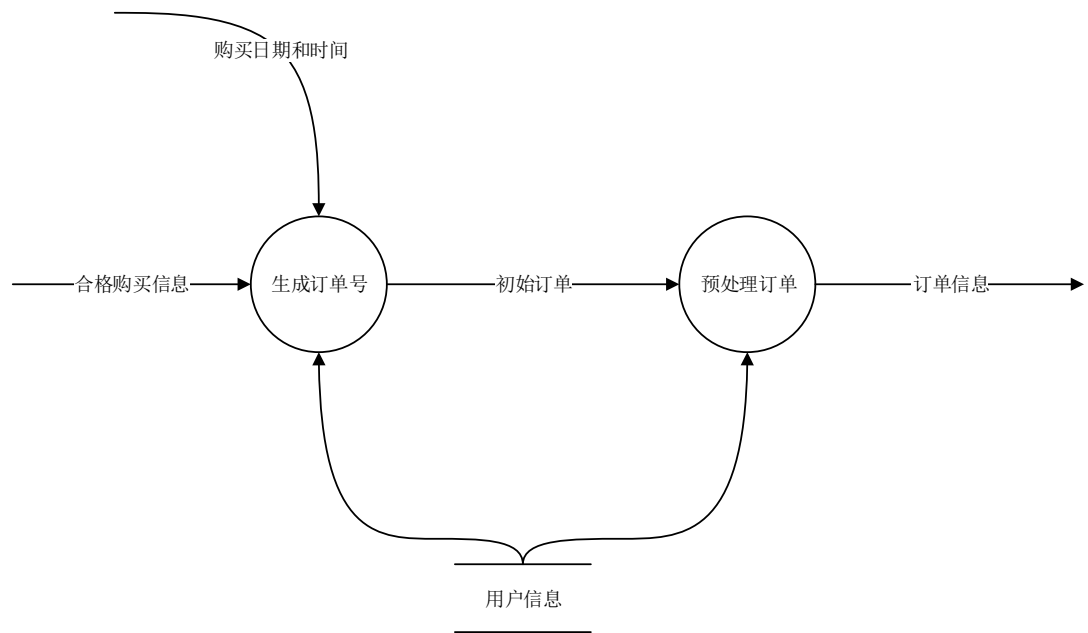 购买日期和时间
合格购买信息
生成订单号
初始订单
预处理订单
订单信息
用户信息